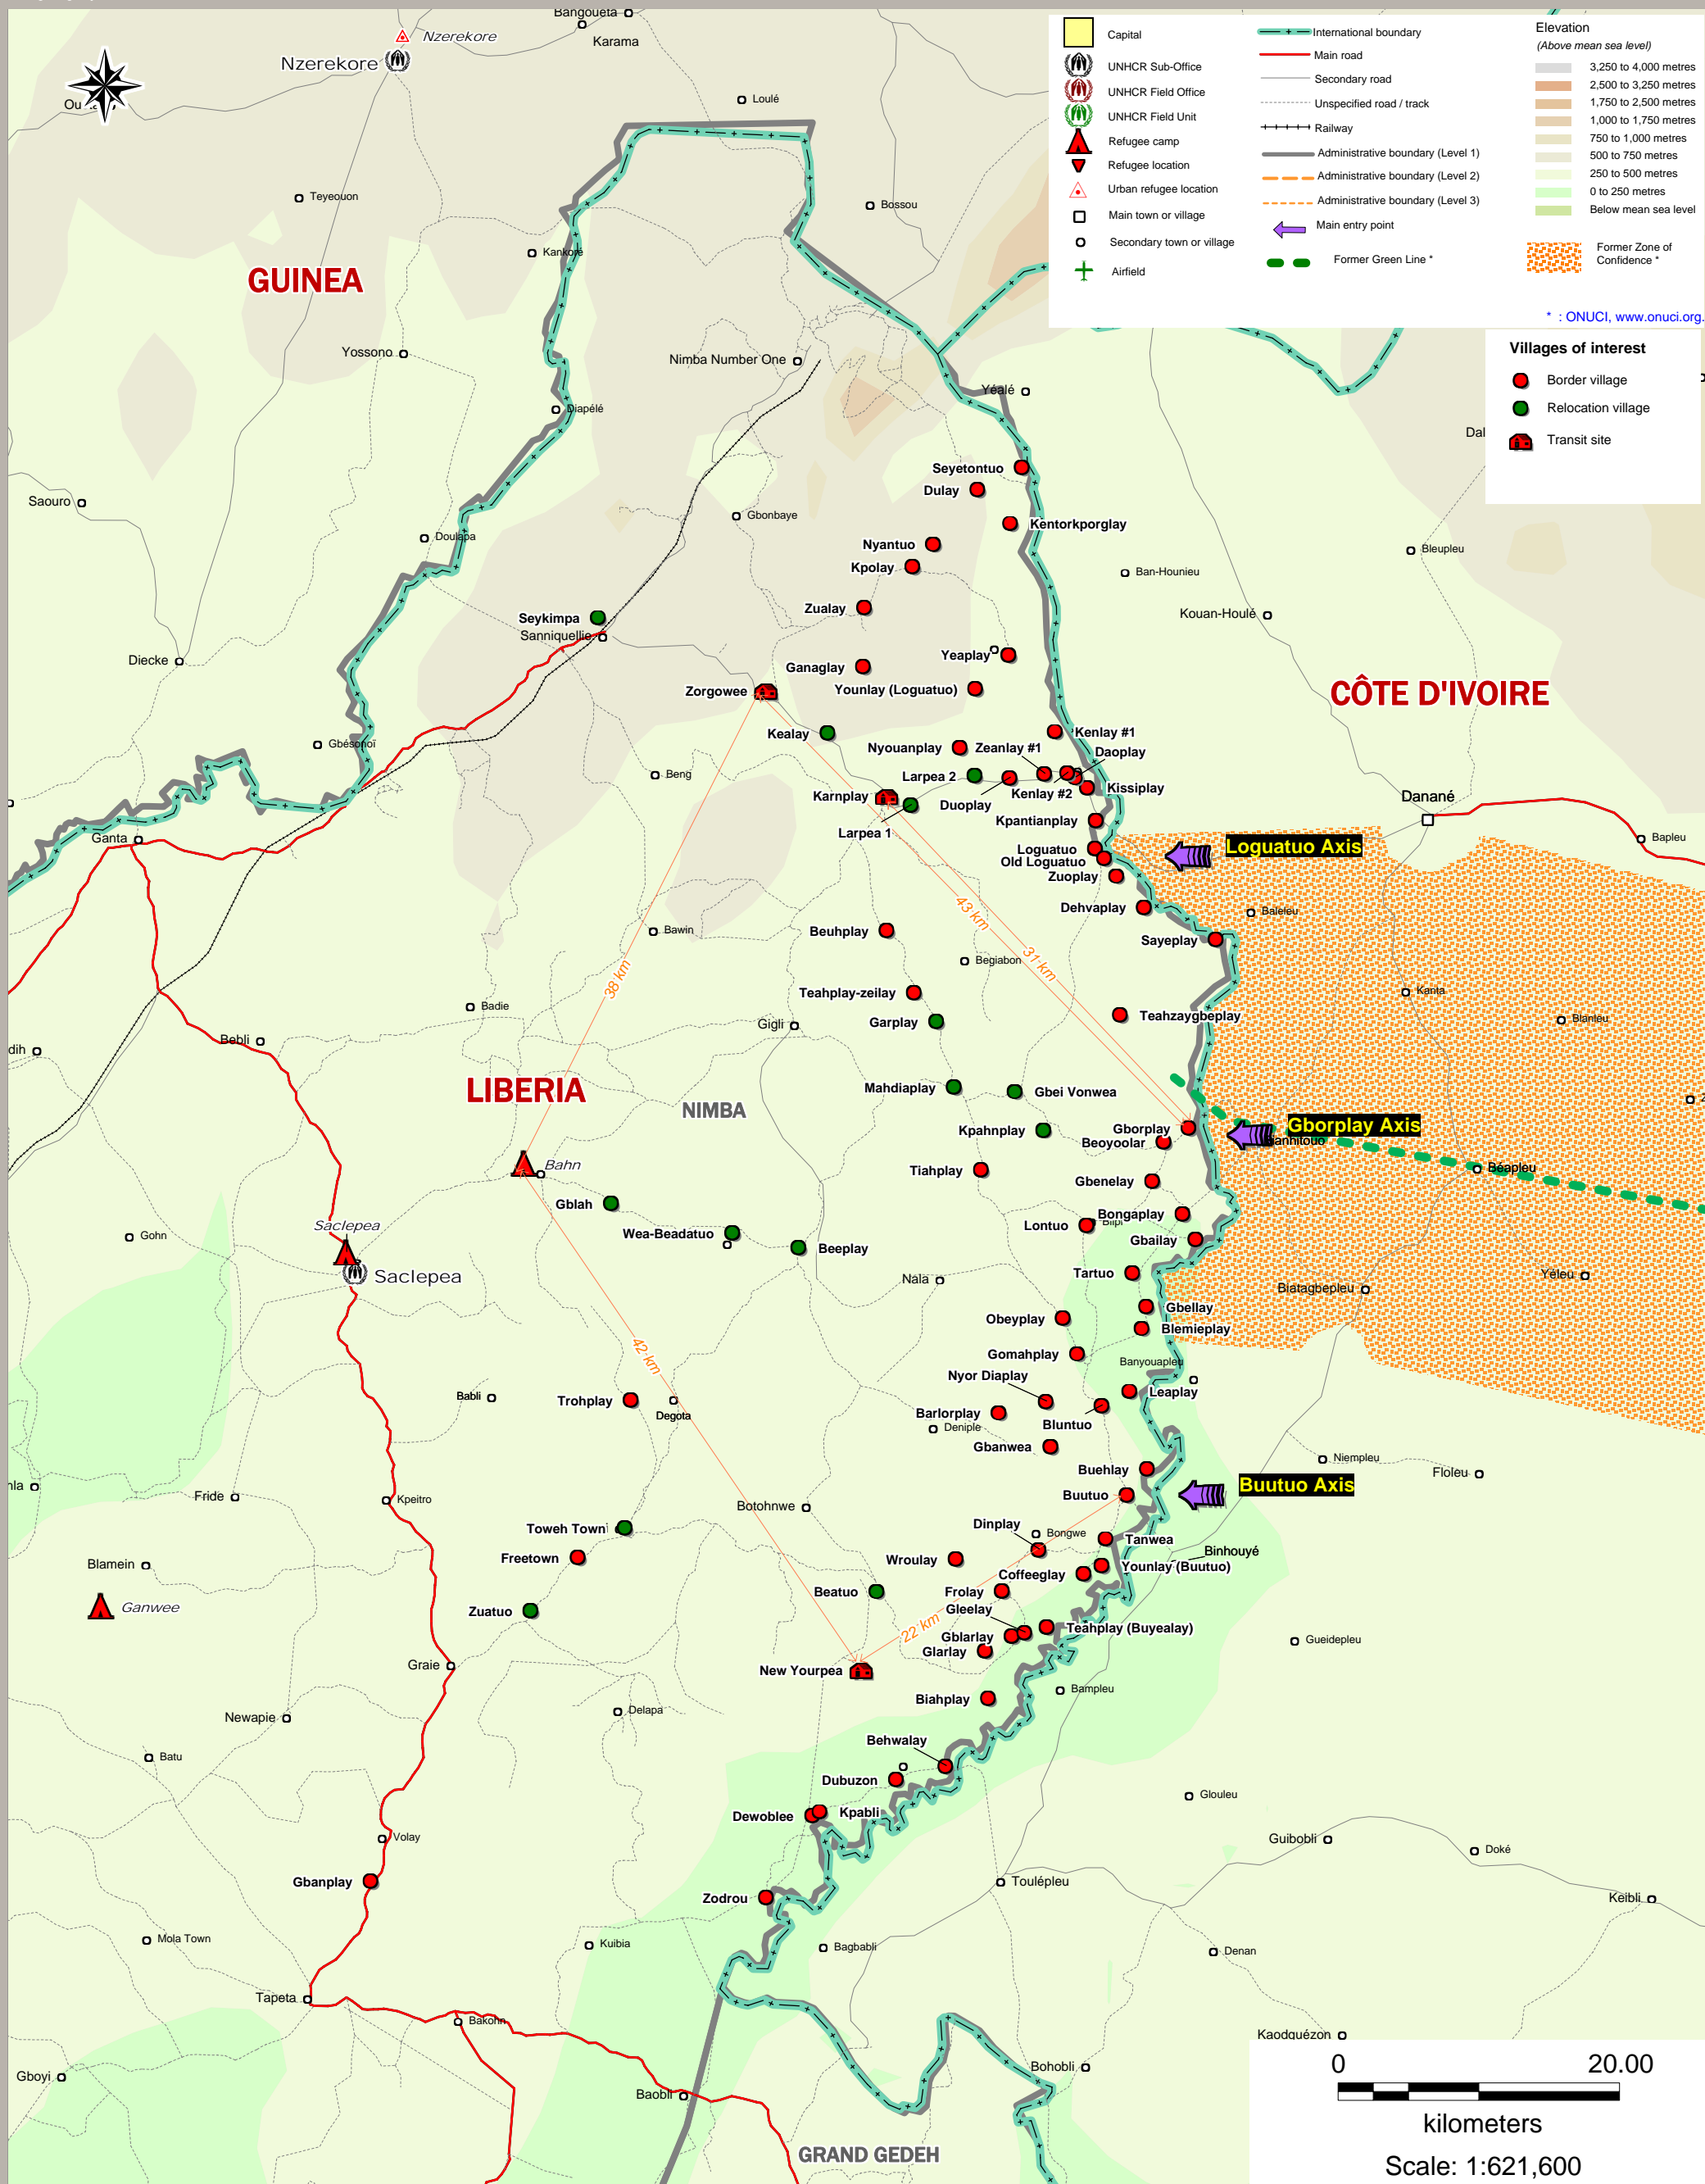 Bangoueta
Karama
Nzerekore
Nzerekore
Loulé
Teyeouon
Bossou
Kankoré
GUINEA
Yossono
Nimba Number One
Yéalé
Diapélé
Saouro
Gbonbaye
Doulapa
Capital
UNHCR Sub-Office
UNHCR Field Office
UNHCR Field Unit
Refugee camp
Refugee location
Urban refugee location
Main town or village
Secondary town or village
Airfield
International boundary
Main road
Secondary road
Unspecified road / track
Railway
Administrative boundary (Level 1)
Administrative boundary (Level 2)
Administrative boundary (Level 3)
Main entry point
Former Green Line *
Elevation
(Above mean sea level)
3,250 to 4,000 metres
2,500 to 3,250 metres
1,750 to 2,500 metres
1,000 to 1,750 metres
750 to 1,000 metres
500 to 750 metres
250 to 500 metres
0 to 250 metres
Below mean sea level
Former Zone of
Confidence *
* : ONUCI, www.onuci.org.
Villages of interest
Border village
Relocation village
Transit site
Dal
Seyetontuo
Dulay
Kentorkporglay
Nyantuo
Kpolay
Bleupleu
Ban-Hounieu
Zualay
Kouan-Houlé
Seykimpa
Sanniquellie
Diecke
Ganaglay
Yeaplay
Younlay (Loguatuo)
Zorgowee
CÔTE D'IVOIRE
Gbésonoï
Kealay
Kenlay #1
Nyouanplay
Zeanlay #1
Daoplay
Beng
Larpea 2
Duoplay
Kenlay #2
Kissiplay
Karnplay
Larpea 1
Kpantianplay
Danané
Ganta
Bapleu
Loguatuo
Old Loguatuo
Loguatuo Axis
Zuoplay
Dehvaplay
Baleleu
43 km
Bawin
Beuhplay
Sayeplay
Begiabon
31 km
38 km
Teahplay-zeilay
Kanta
Badie
Garplay
Teahzaygbeplay
Blanleu
Gigli
Bebli
dih
LIBERIA
NIMBA
Mahdiaplay
Gbei Vonwea
Kpahnplay
Gborplay
Beoyoolar
Gborplay Axis
Bahn
Tiahplay
Béapleu
Gbenelay
Gblah
Bongaplay
Saclepea
Wea-Beadatuo
Lontuo
Gohn
Beeplay
Gbailay
Saclepea
Nala
Tartuo
Yéleu
Biatagbepleu
Gbellay
Obeyplay
Blemieplay
42 km
Gomahplay
Banyouapleu
Nyor Diaplay
Leaplay
Babli
Trohplay
Degota
Barlorplay
Bluntuo
Deniple
Gbanwea
Niempleu
Buehlay
Floleu
nla
Buutuo Axis
Fride
Kpeitro
Buutuo
Botohnwe
Dinplay
Toweh Town
Bongwe
Tanwea
Binhouyé
Freetown
Wroulay
Younlay (Buutuo)
Blamein
Coffeeglay
Ganwee
Beatuo
Frolay
Zuatuo
Gleelay
22 km
Teahplay (Buyealay)
Gblarlay
Gueidepleu
Glarlay
Graie
New Yourpea
Bampleu
Newapie
Delapa
Biahplay
Batu
Behwalay
Dubuzon
Glouleu
Dewoblee
Kpabli
Volay
Guibobli
Doké
Gbanplay
Toulépleu
Zodrou
Keibli
Mola Town
Kuibia
Bagbabli
Denan
Tapeta
Bakohn
Kaodguézon
Gboyi
Bohobli
Baobli
GRAND GEDEH
0 20.00
kilometers
Scale: 1:621,600